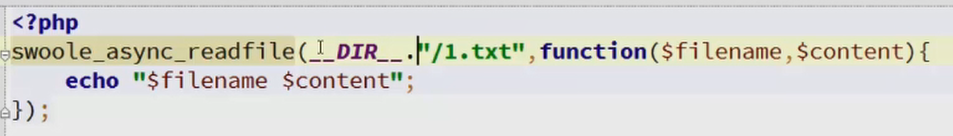 <?php
swoole_async_readfile(__DIR__."/1.txt",function($filename,$content){
    echo "$filename $content";
});